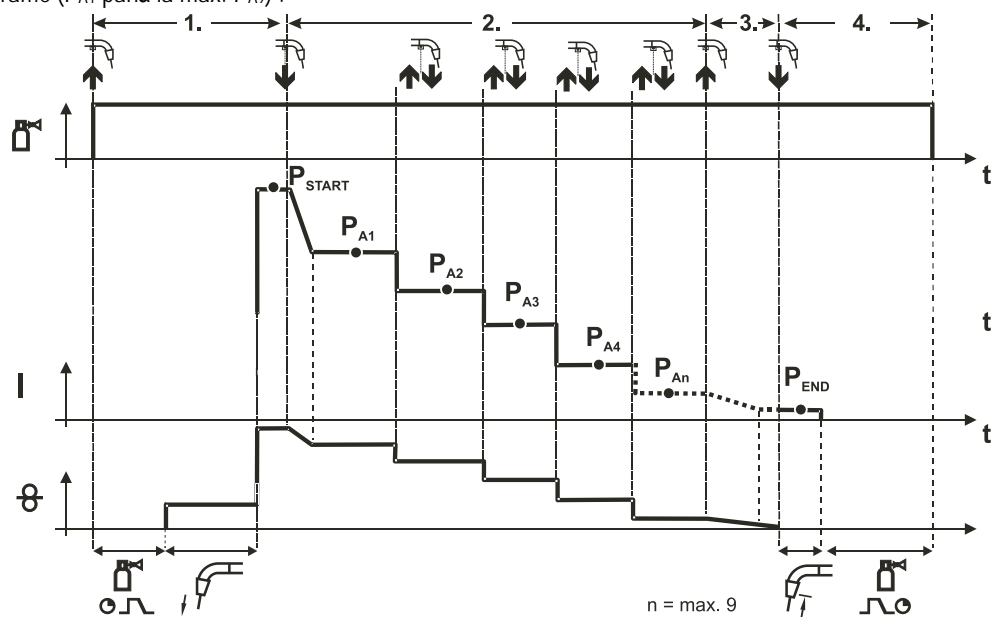 1. 2. 3. 4.
t
P START
P A1
P A2
P A3
t
P A4
P An
P END
I
t
n = max. 9